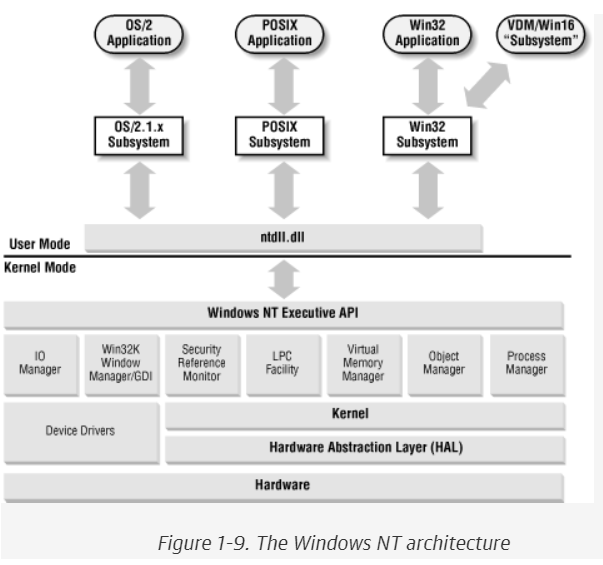 OS/2
Application
POSIX
Application
Win32
Application
VDM/Win16
“Subsystem”
OS/2.1.x
Subsystem
POSIX
Subsystem
Win32
Subsystem
ntdll.dll
User Mode
Kernel Mode
Windows NT Executive API
IO
Manager
Win32K
Window
Manager/GDI
Security
Reference
Monitor
LPC
Facility
Virtual
Memory
Manager
Object
Manager
Process
Manager
Device Drivers
Kernel
Hardware Abstraction Layer (HAL)
Hardware
Figure 1-9. The Windows NT architecture